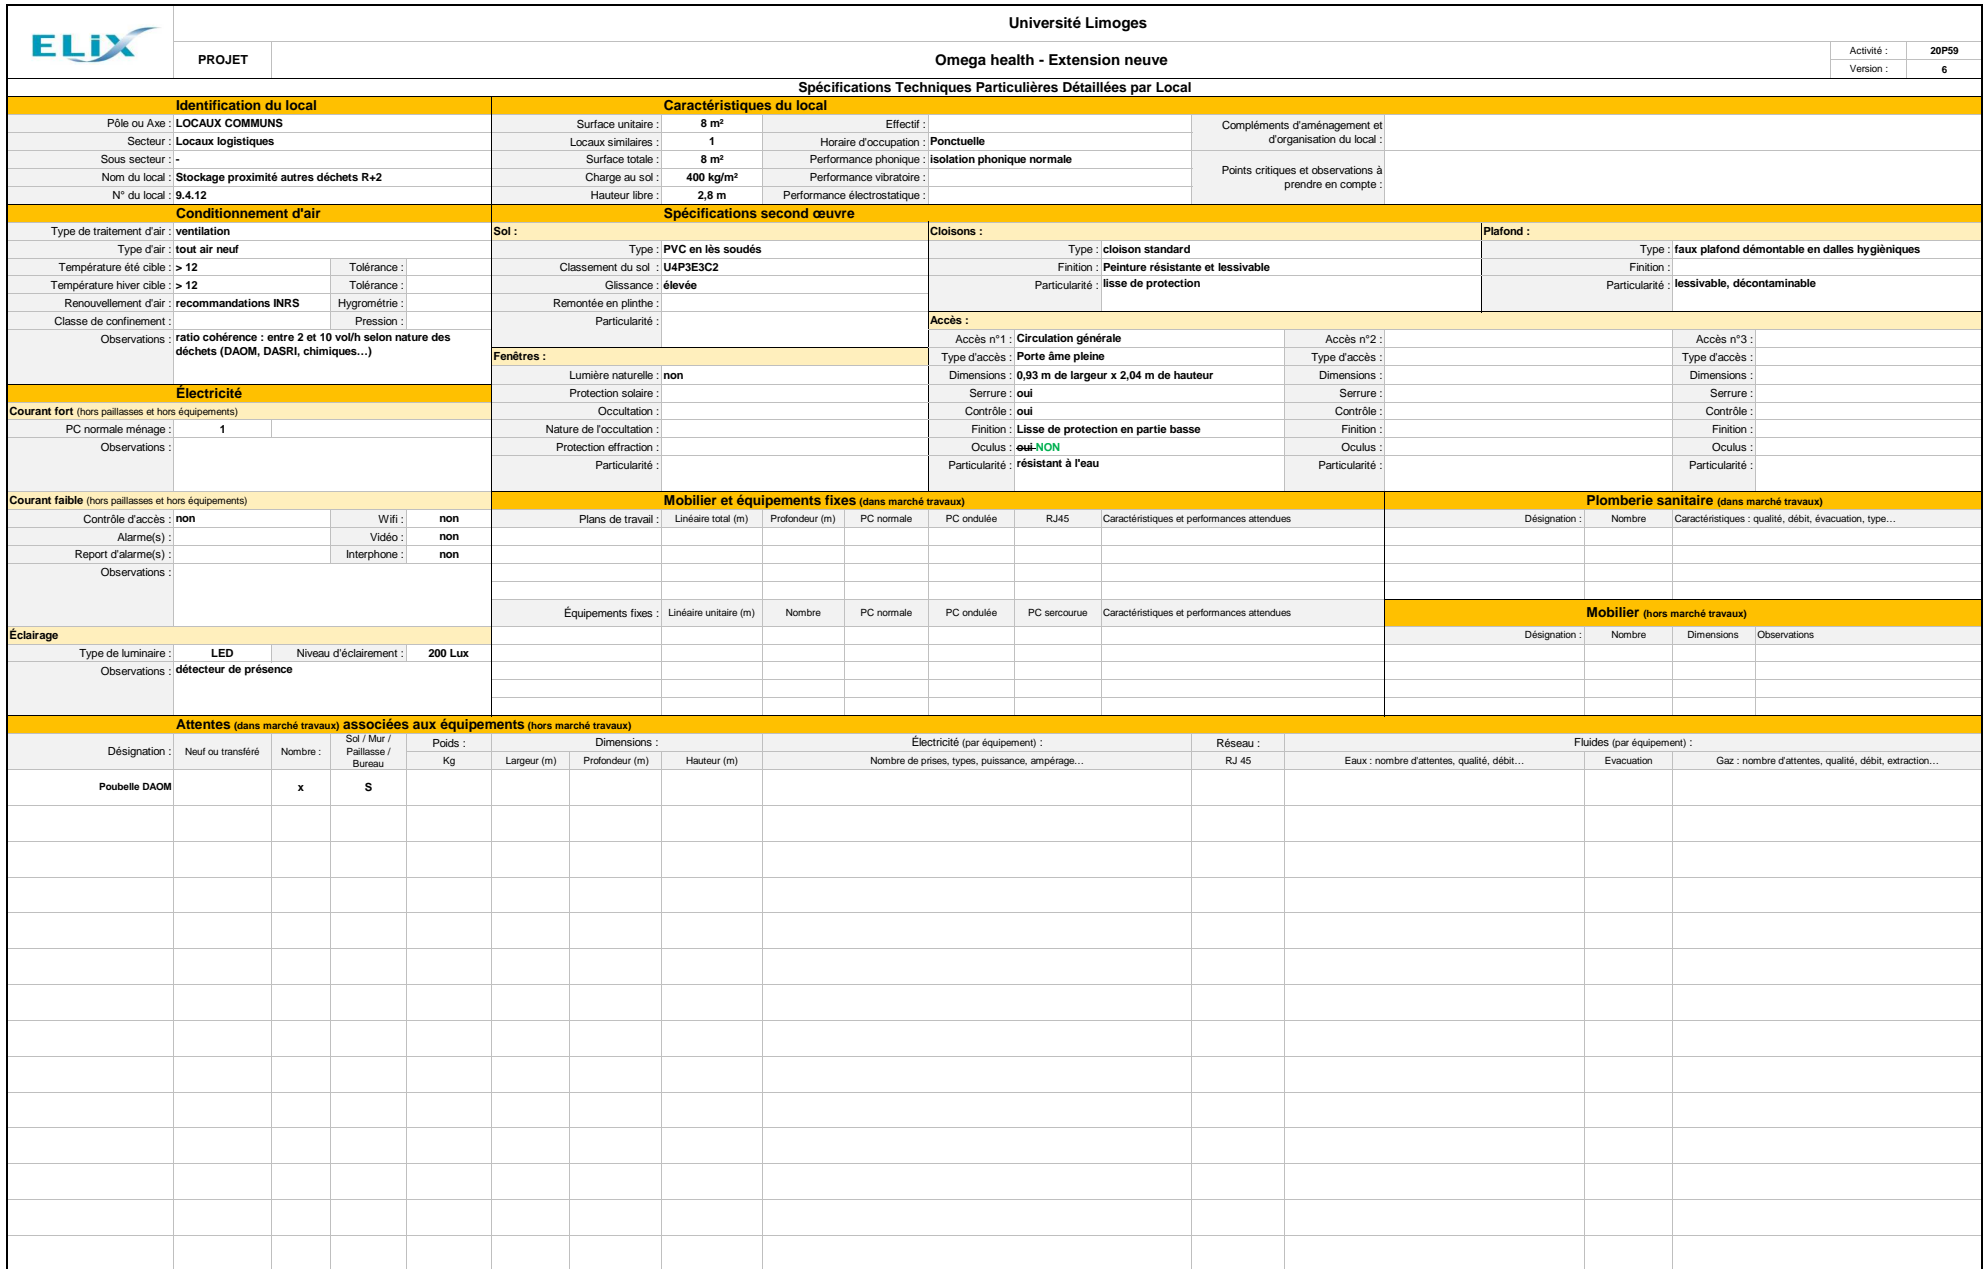 ELiX
Université Limoges
PROJET
Omega health - Extension neuve
Activité : 20P59
Version : 6
Spécifications Techniques Particulières Détaillées par Local
Identification du local
Pôle ou Axe : LOCAUX COMMUNS
Secteur : Locaux logistiques
Sous secteur : -
Nom du local : Stockage proximité autres déchets R+2
N° du local : 9.4.12
Caractéristiques du local
Surface unitaire : 8 m²
Locaux similaires : 1
Surface totale : 8 m²
Charge au sol : 400 kg/m²
Hauteur libre : 2,8 m
Effectif :
Horaire d'occupation : Ponctuelle
Performance phonique : isolation phonique normale
Performance vibratoire :
Performance électrostatique :
Compléments d'aménagement et
d'organisation du local :
Points critiques et observations à
prendre en compte :
Conditionnement d'air
Type de traitement d'air : ventilation
Type d'air : tout air neuf
Température été cible : > 12 Tolérance :
Température hiver cible : > 12 Tolérance :
Renouvellement d'air : recommandations INRS Hygrométrie :
Classe de confinement : Pression :
Observations : ratio cohérence : entre 2 et 10 vol/h selon nature des
déchets (DAOM, DASRI, chimiques…)
Spécifications second œuvre
Sol :
Type : PVC en lès soudés
Classement du sol : U4P3E3C2
Glissance : élevée
Remontée en plinthe :
Particularité :
Cloisons :
Type : cloison standard
Finition : Peinture résistante et lessivable
Particularité : lisse de protection
Plafond :
Type : faux plafond démontable en dalles hygièniques
Finition :
Particularité : lessivable, décontaminable
Fenêtres :
Lumière naturelle : non
Protection solaire :
Occultation :
Nature de l'occultation :
Protection effraction :
Particularité :
Accès :
Accès n°1 : Circulation générale Accès n°2 : Accès n°3 :
Type d'accès : Porte âme pleine Type d'accès : Type d'accès :
Dimensions : 0,93 m de largeur x 2,04 m de hauteur Dimensions : Dimensions :
Serrure : oui Serrure : Serrure :
Contrôle : oui Contrôle : Contrôle :
Finition : Lisse de protection en partie basse Finition : Finition :
Oculus : oui NON Oculus : Oculus :
Particularité : résistant à l'eau Particularité : Particularité :
Électricité
Courant fort (hors paillasses et hors équipements)
PC normale ménage : 1
Observations :
Courant faible (hors paillasses et hors équipements)
Contrôle d'accès : non Wifi : non
Alarme(s) : Vidéo : non
Report d'alarme(s) : Interphone : non
Observations :
Éclairage
Type de luminaire : LED Niveau d'éclairement : 200 Lux
Observations : détecteur de présence
Mobilier et équipements fixes (dans marché travaux)
Plans de travail : Linéaire total (m) Profondeur (m) PC normale PC ondulée RJ45 Caractéristiques et performances attendues
Équipements fixes : Linéaire unitaire (m) Nombre PC normale PC ondulée PC sercourue Caractéristiques et performances attendues
Plomberie sanitaire (dans marché travaux)
Désignation : Nombre Caractéristiques : qualité, débit, évacuation, type…
Mobilier (hors marché travaux)
Désignation : Nombre Dimensions Observations
Attentes (dans marché travaux) associées aux équipements (hors marché travaux)
Désignation : Neuf ou transféré Nombre :
Sol / Mur /
Paillasse /
Bureau
Poids :
Kg
Dimensions :
Largeur (m) Profondeur (m) Hauteur (m)
Électricité (par équipement) :
Nombre de prises, types, puissance, ampérage…
Réseau :
RJ 45
Fluides (par équipement) :
Eaux : nombre d'attentes, qualité, débit… Evacuation Gaz : nombre d'attentes, qualité, débit, extraction…
Poubelle DAOM x S